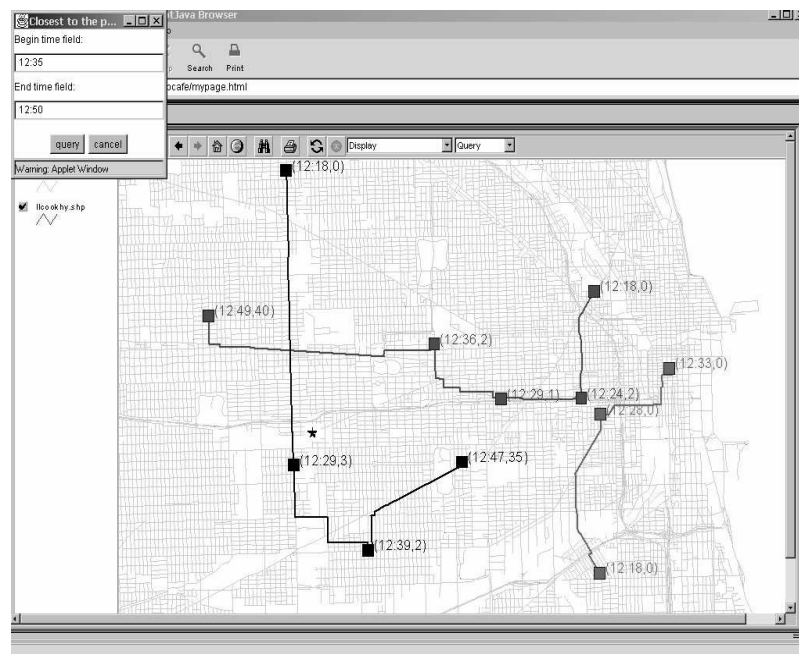 Closest to the p...
tJava Browser
Begin time field:
12:35
Search Print
End time field:
ocafe/mypage.html
12:50
query cancel
Display Query
Warning: Applet Window
(12:18,0)
llcookhy.shp
(12:18,0)
(12:49,40)
(12:36,2)
(12:33,0)
(12:29,1) (12:24,2)
(12:28,0)
(12:29,3) (12:47,35)
(12:39,2)
(12:18,0)